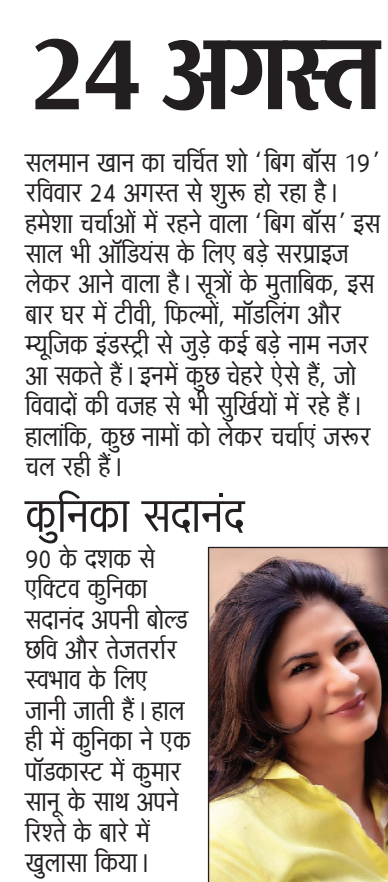 24 अगस्त
सलमान खान का चर्चित शो ‘बिग बॉस 19’
रविवार 24 अगस्त से शुरू हो रहा है।
हमेशा चर्चाओं में रहने वाला ‘बिग बॉस’ इस
साल भी ऑडियंस के लिए बड़े सरप्राइज
लेकर आने वाला है। सूत्रों के मुताबिक, इस
बार घर में टीवी, फिल्मों, मॉडलिंग और
म्यूजिक इंडस्ट्री से जुड़े कई बड़े नाम नजर
आ सकते हैं। इनमें कुछ चेहरे ऐसे हैं, जो
विवादों की वजह से भी सुर्खियों में रहे हैं।
हालांकि, कुछ नामों को लेकर चर्चाएं जरूर
चल रही हैं।
कुनिका सदानंद
90 के दशक से
एक्टिव कुनिका
सदानंद अपनी बोल्ड
छवि और तेजतर्रार
स्वभाव के लिए
जानी जाती हैं। हाल
ही में कुनिका ने एक
पॉडकास्ट में कुमार
सानू के साथ अपने
रिश्ते के बारे में
खुलासा किया।